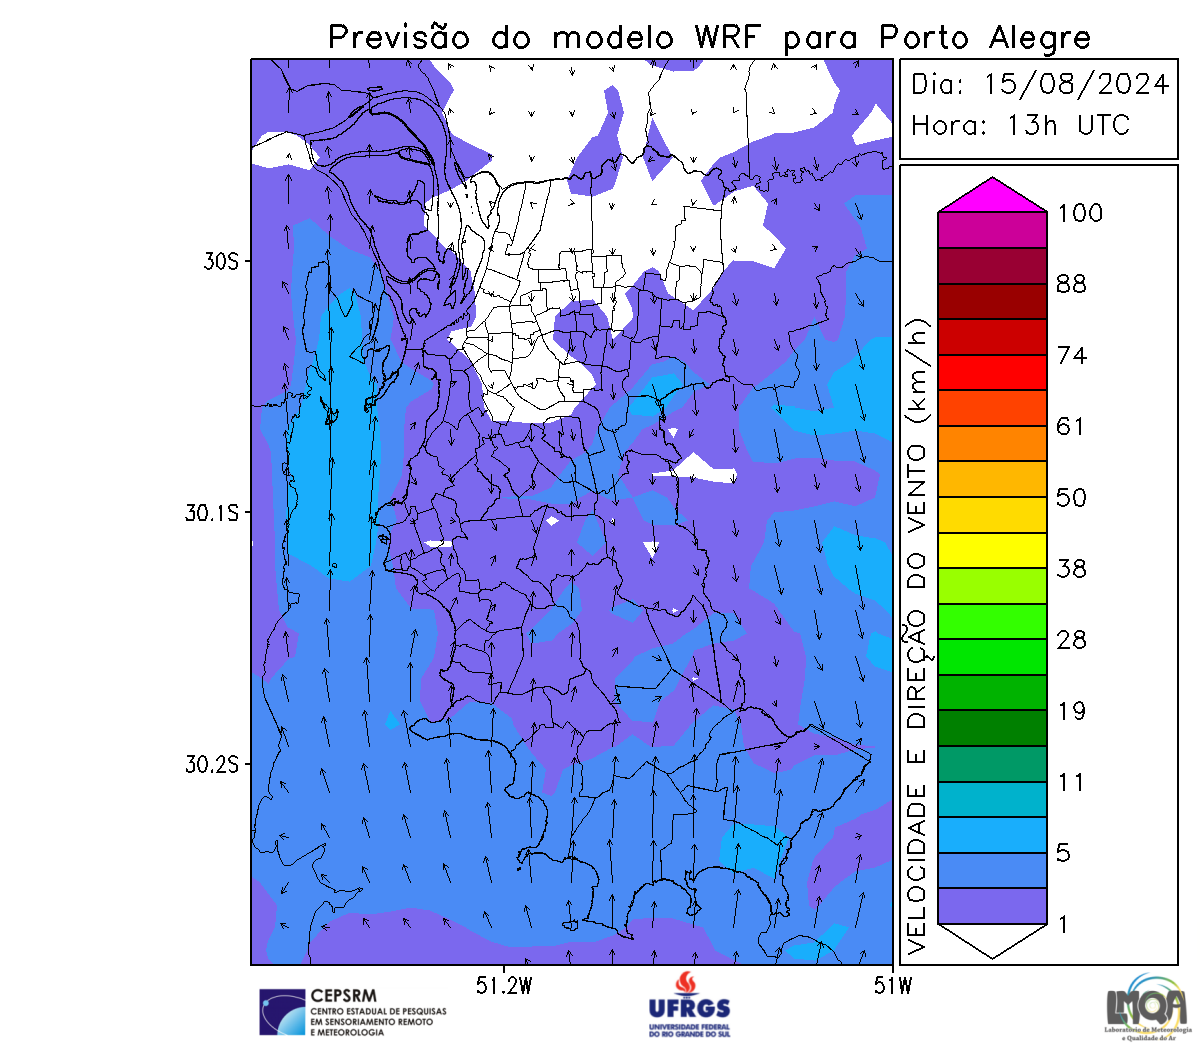 Previsão do modelo WRF para Porto Alegre
Dia: 15/08/2024
Hora: 13h UTC
30S
30.1S
30.2S
51.2W
51W
VELOCIDADE E DIREÇÃO DO VENTO (km/h)
100
88
74
61
50
38
28
19
11
5
1
CEPSRM
CENTRO ESTADUAL DE PESQUISAS
EM SENSORIAMENTO REMOTO
E METEOROLOGIA
UFRGS
UNIVERSIDADE FEDERAL
DO RIO GRANDE DO SUL
LMQA
Laboratório de Meteorologia
e Qualidade do Ar